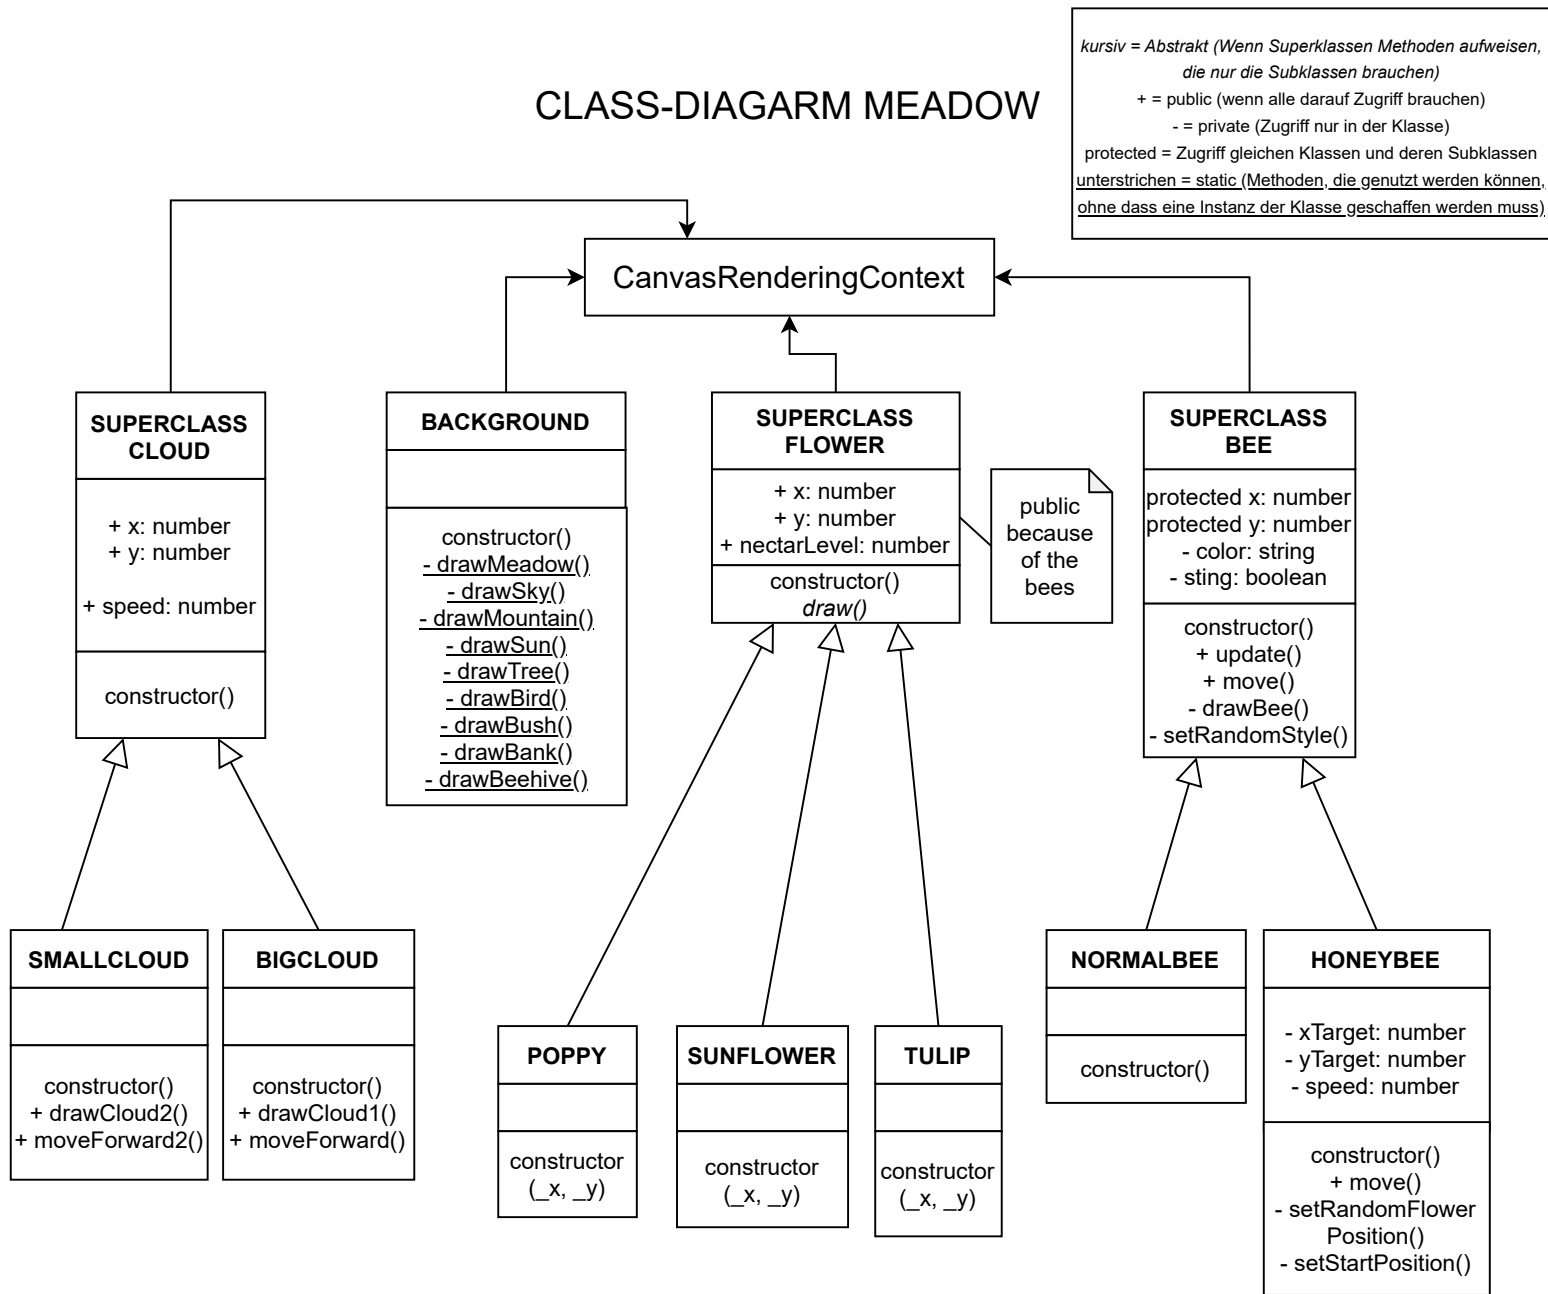 kursiv = Abstrakt (Wenn Superklassen Methoden aufweisen,
die nur die Subklassen brauchen)
+ = public (wenn alle darauf Zugriff brauchen)
- = private (Zugriff nur in der Klasse)
protected = Zugriff gleichen Klassen und deren Subklassen
unterstrichen = static (Methoden, die genutzt werden können,
ohne dass eine Instanz der Klasse geschaffen werden muss)
CLASS-DIAGARM MEADOW
CanvasRenderingContext
SUPERCLASS
CLOUD
+ x: number
+ y: number
+ speed: number
constructor()
BACKGROUND
constructor()
- drawMeadow()
- drawSky()
- drawMountain()
- drawSun()
- drawTree()
- drawBird()
- drawBush()
- drawBank()
- drawBeehive()
SUPERCLASS
FLOWER
+ x: number
+ y: number
+ nectarLevel: number
constructor()
draw()
public
because
of the
bees
SUPERCLASS
BEE
protected x: number
protected y: number
- color: string
- sting: boolean
constructor()
+ update()
+ move()
- drawBee()
- setRandomStyle()
SMALLCLOUD
constructor()
+ drawCloud2()
+ moveForward2()
BIGCLOUD
constructor()
+ drawCloud1()
+ moveForward()
POPPY
constructor
(_x, _y)
SUNFLOWER
constructor
(_x, _y)
TULIP
constructor
(_x, _y)
NORMALBEE
constructor()
HONEYBEE
- xTarget: number
- yTarget: number
- speed: number
constructor()
+ move()
- setRandomFlower
Position()
- setStartPosition()